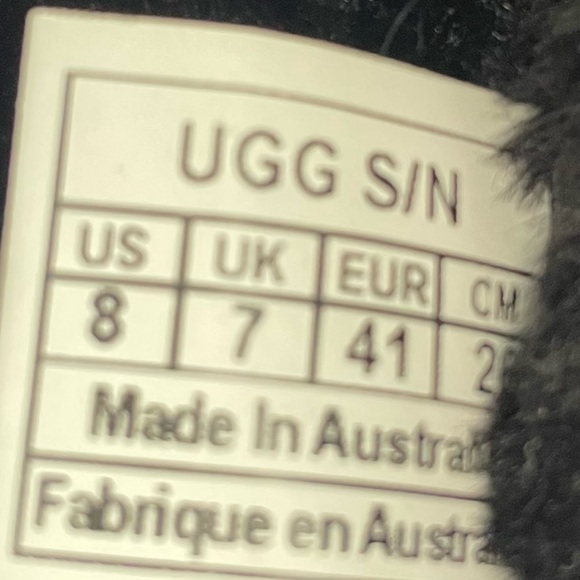 UGG S/N
US UK EUR CM
8 7 41
Made In
Fabrique en